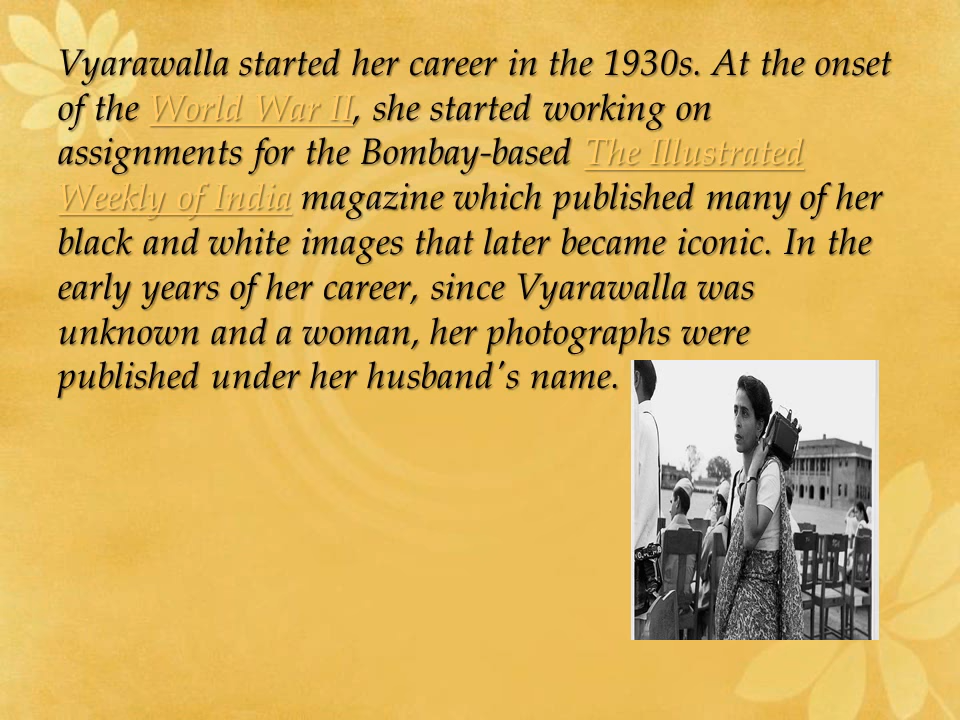 Vyarawalla started her career in the 1930s. At the onset
of the World War II, she started working on
assignments for the Bombay-based The Illustrated
Weekly of India magazine which published many of her
black and white images that later became iconic. In the
early years of her career, since Vyarawalla was
unknown and a woman, her photographs were
published under her husband's name.